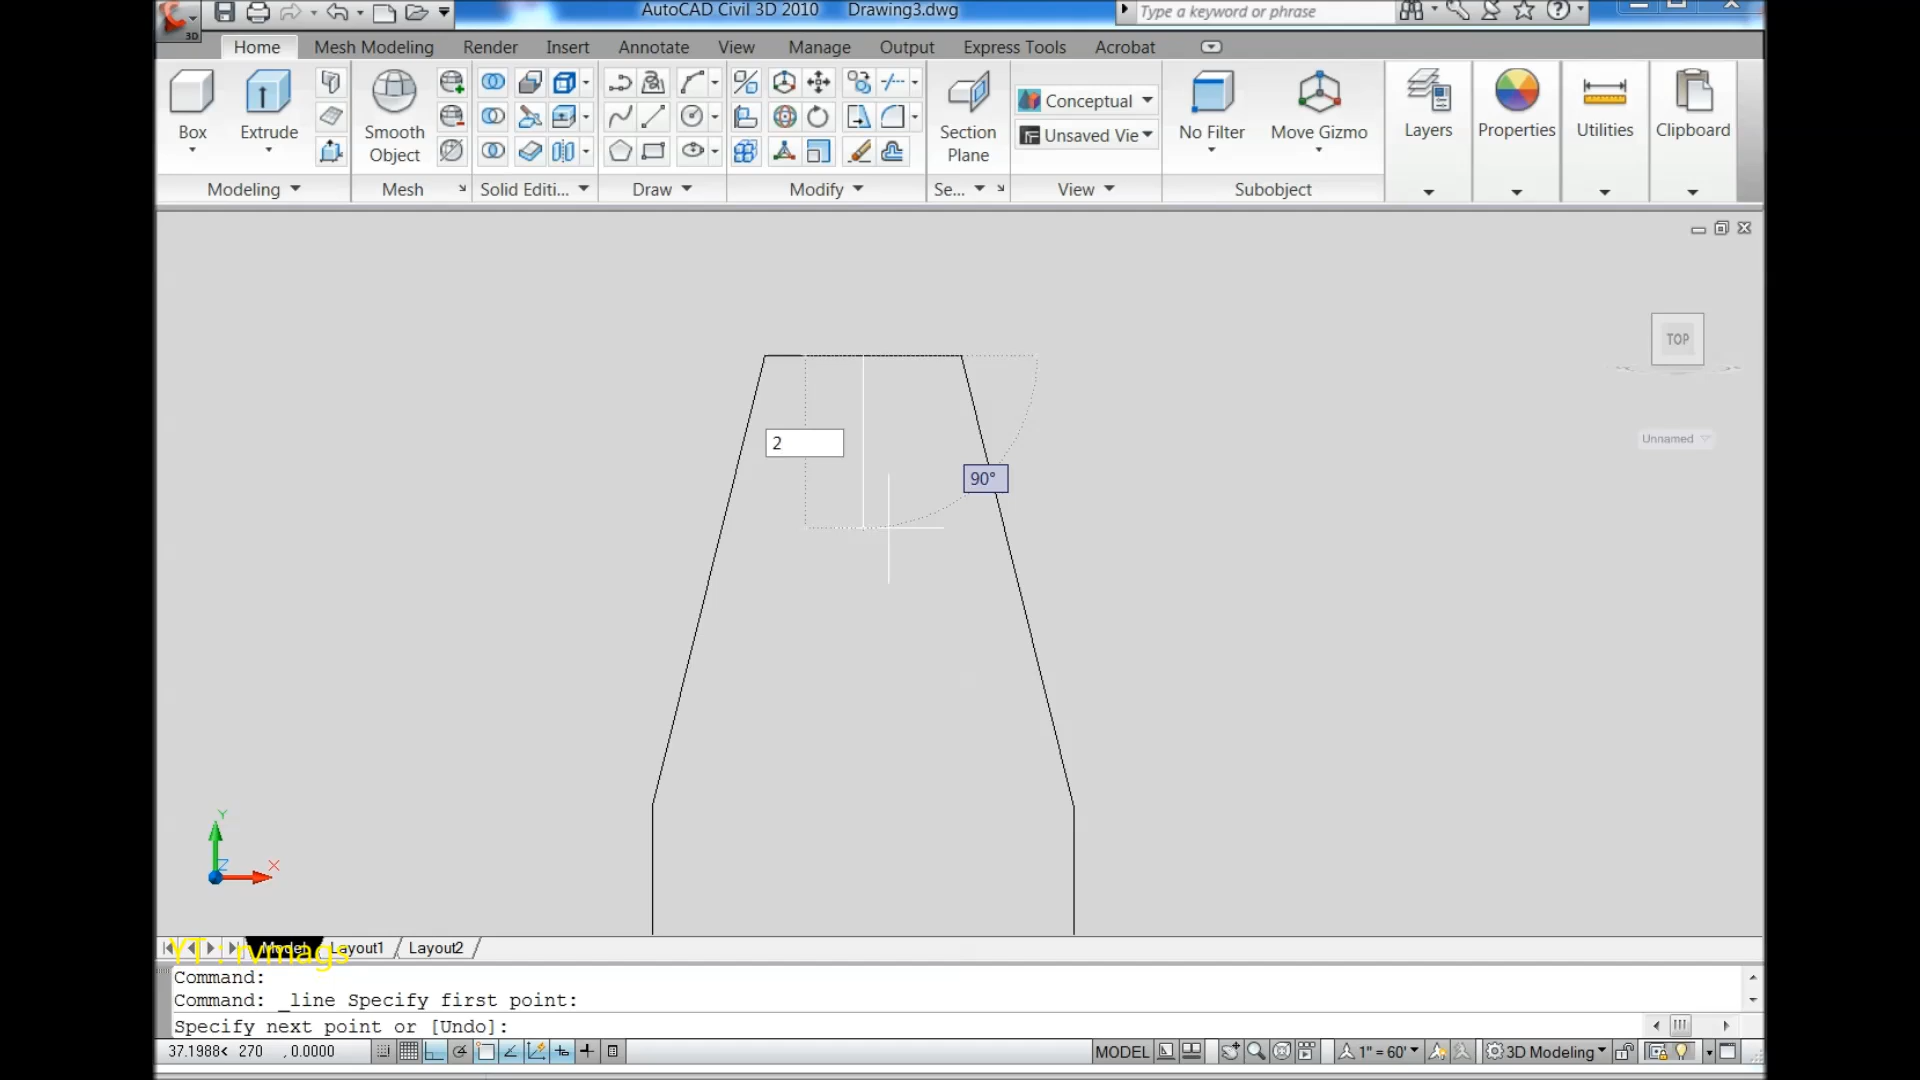 AutoCAD Civil 3D 2010 Drawing3.dwg Type a keyword or phrase
3D
Home Mesh Modeling Render Insert Annotate View Manage Output Express Tools Acrobat
Box Extrude Smooth Object Section Plane Conceptual Unsaved Vie No Filter Move Gizmo Layers Properties Utilities Clipboard
Modeling Mesh Solid Editi... Draw Modify Se... View Subobject
TOP
2
Unnamed
90°
Y
Z X
Model Layout1 Layout2
YT : rvmags
Command:
Command: _line Specify first point:
Specify next point or [Undo]:
37.1988< 270 , 0.0000 MODEL 1" = 60' 3D Modeling